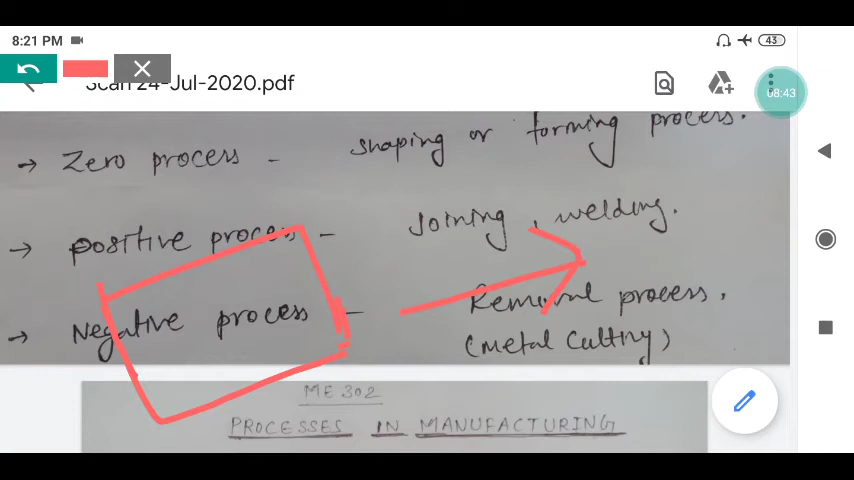 8:21 PM
43
Scan 24-Jul-2020.pdf
08:43
→ Zero process - shaping or forming process.
→ positive process - Joining, welding.
→ Negative process - Removal process,
(Metal Cutting)
ME 302
PROCESSES IN MANUFACTURING